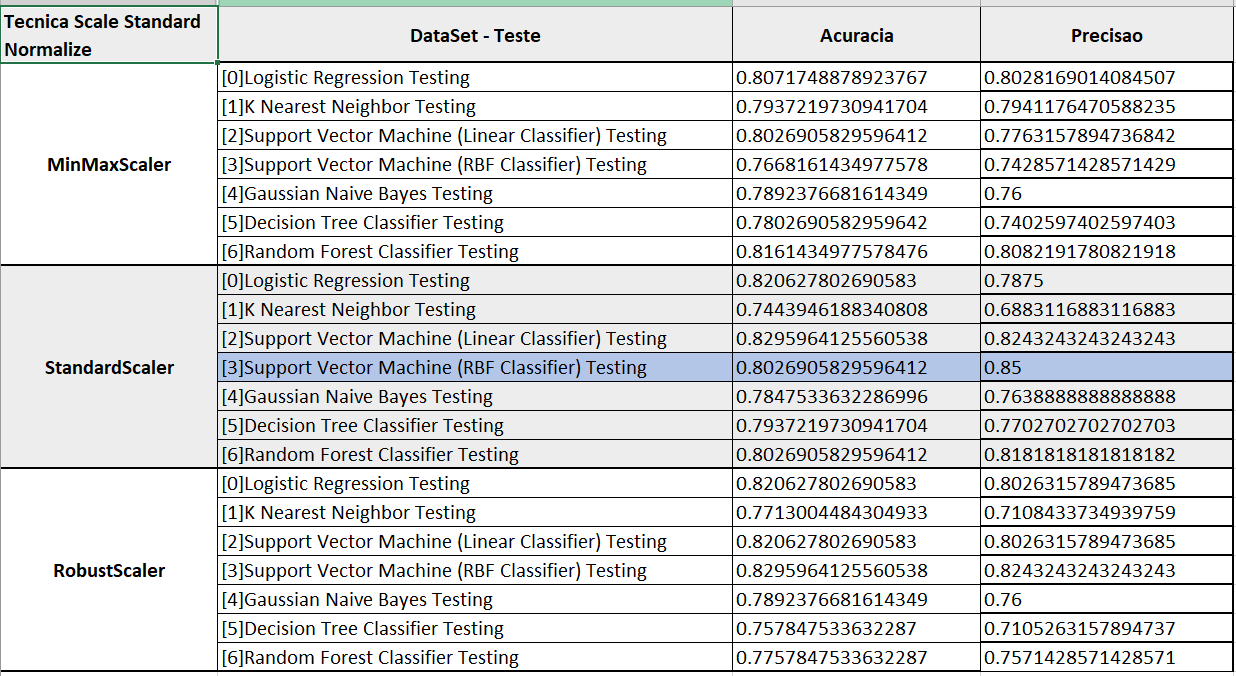 Tecnica Scale Standard Normalize DataSet - Teste Acuracia Precisao
MinMaxScaler
[0]Logistic Regression Testing 0.8071748878923767 0.8028169014084507
[1]K Nearest Neighbor Testing 0.7937219730941704 0.7941176470588235
[2]Support Vector Machine (Linear Classifier) Testing 0.8026905829596412 0.7763157894736842
[3]Support Vector Machine (RBF Classifier) Testing 0.7668161434977578 0.7428571428571429
[4]Gaussian Naive Bayes Testing 0.7892376681614349 0.76
[5]Decision Tree Classifier Testing 0.7802690582959642 0.7402597402597403
[6]Random Forest Classifier Testing 0.8161434977578476 0.8082191780821918
StandardScaler
[0]Logistic Regression Testing 0.820627802690583 0.7875
[1]K Nearest Neighbor Testing 0.7443946188340808 0.6883116883116883
[2]Support Vector Machine (Linear Classifier) Testing 0.8295964125560538 0.8243243243243243
[3]Support Vector Machine (RBF Classifier) Testing 0.8026905829596412 0.85
[4]Gaussian Naive Bayes Testing 0.7847533632286996 0.7638888888888888
[5]Decision Tree Classifier Testing 0.7937219730941704 0.7702702702702703
[6]Random Forest Classifier Testing 0.8026905829596412 0.8181818181818182
RobustScaler
[0]Logistic Regression Testing 0.820627802690583 0.8026315789473685
[1]K Nearest Neighbor Testing 0.7713004484304933 0.7108433734939759
[2]Support Vector Machine (Linear Classifier) Testing 0.820627802690583 0.8026315789473685
[3]Support Vector Machine (RBF Classifier) Testing 0.8295964125560538 0.8243243243243243
[4]Gaussian Naive Bayes Testing 0.7892376681614349 0.76
[5]Decision Tree Classifier Testing 0.757847533632287 0.7105263157894737
[6]Random Forest Classifier Testing 0.7757847533632287 0.7571428571428571